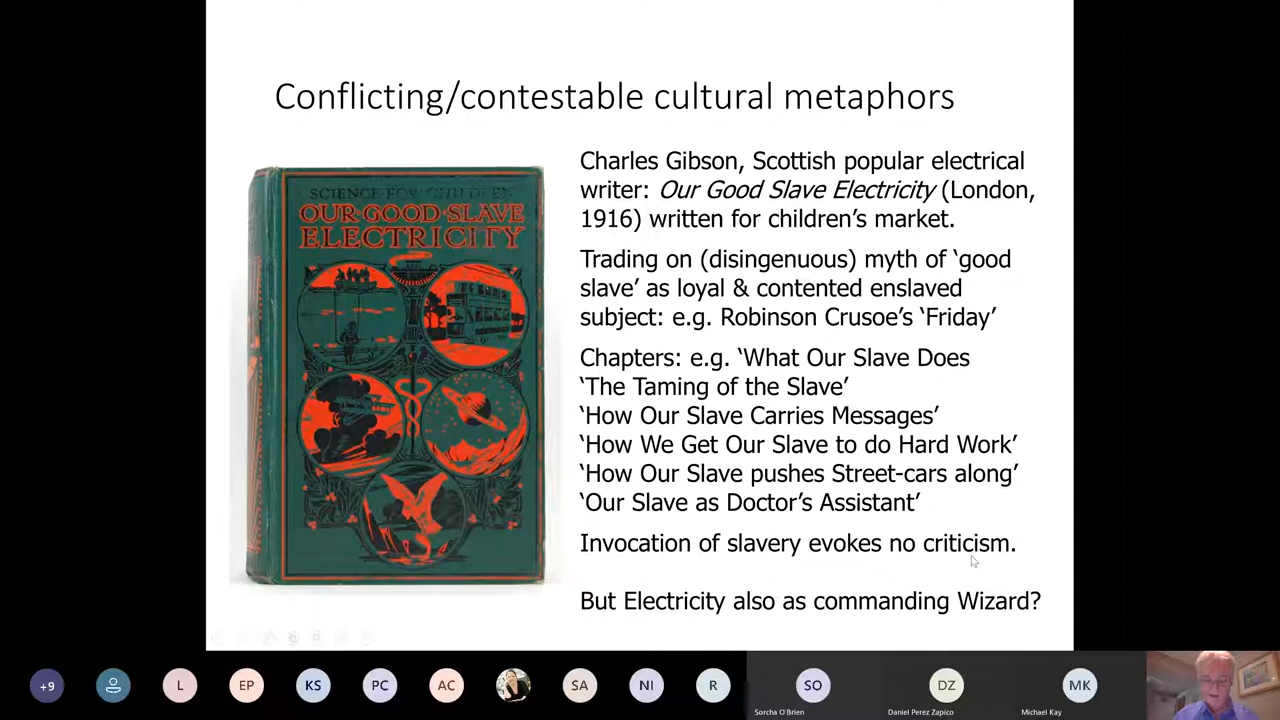 Conflicting/contestable cultural metaphors
SCIENCE FOR CHILDREN
OUR·GOOD·SLAVE
ELECTRICITY
Charles Gibson, Scottish popular electrical
writer: Our Good Slave Electricity (London,
1916) written for children’s market.
Trading on (disingenuous) myth of ‘good
slave’ as loyal & contented enslaved
subject: e.g. Robinson Crusoe’s ‘Friday’
Chapters: e.g. ‘What Our Slave Does
‘The Taming of the Slave’
‘How Our Slave Carries Messages’
‘How We Get Our Slave to do Hard Work’
‘How Our Slave pushes Street-cars along’
‘Our Slave as Doctor’s Assistant’
Invocation of slavery evokes no criticism.
But Electricity also as commanding Wizard?
+9
L
EP
KS
PC
AC
SA
NI
R
SO
DZ
MK
Sorcha O'Brien
Daniel Perez Zapico
Michael Kay